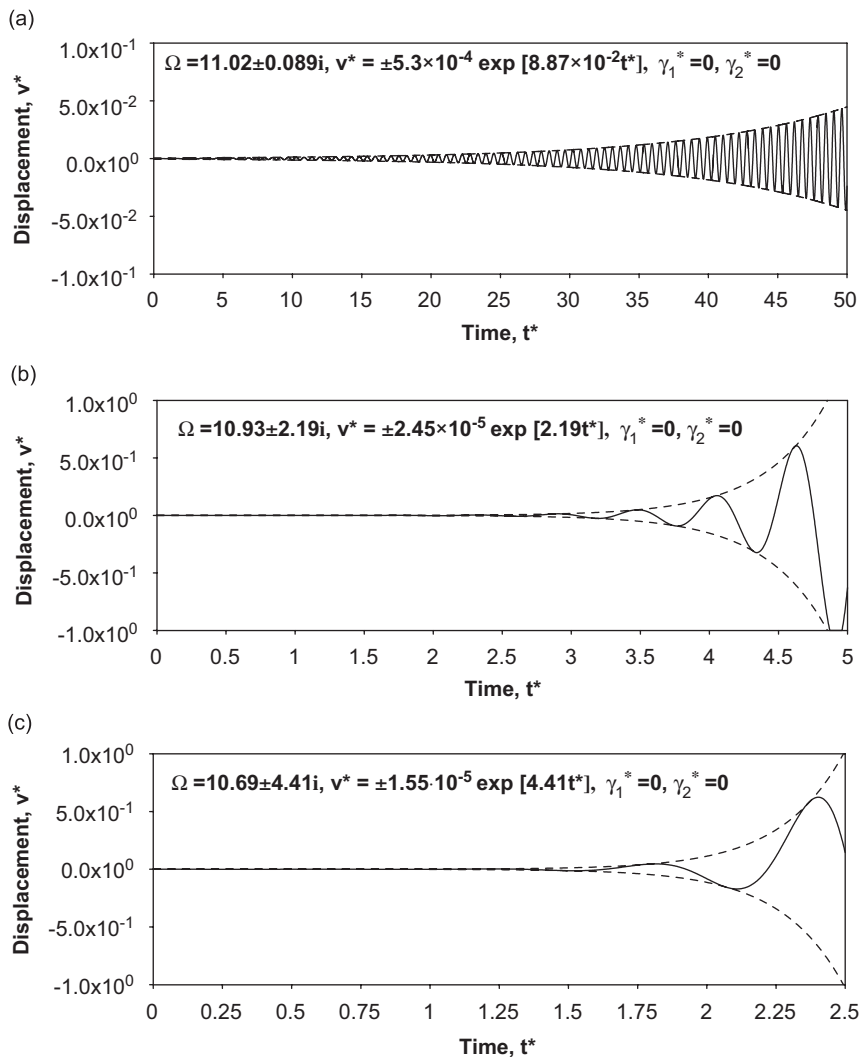 (a)
Ω =11.02±0.089i, v* = ±5.3×10⁻⁴ exp [8.87×10⁻²t*], γ₁* =0, γ₂* =0
Displacement, v*
1.0x10⁻¹
5.0x10⁻²
0.0x10⁰
-5.0x10⁻²
-1.0x10⁻¹
0 5 10 15 20 25 30 35 40 45 50
Time, t*
(b)
Ω =10.93±2.19i, v* = ±2.45×10⁻⁵ exp [2.19t*], γ₁* =0, γ₂* =0
Displacement, v*
1.0x10⁰
5.0x10⁻¹
0.0x10⁰
-5.0x10⁻¹
-1.0x10⁰
0 0.5 1 1.5 2 2.5 3 3.5 4 4.5 5
Time, t*
(c)
Ω =10.69±4.41i, v* = ±1.55·10⁻⁵ exp [4.41t*], γ₁* =0, γ₂* =0
Displacement, v*
1.0x10⁰
5.0x10⁻¹
0.0x10⁰
-5.0x10⁻¹
-1.0x10⁰
0 0.25 0.5 0.75 1 1.25 1.5 1.75 2 2.25 2.5
Time, t*